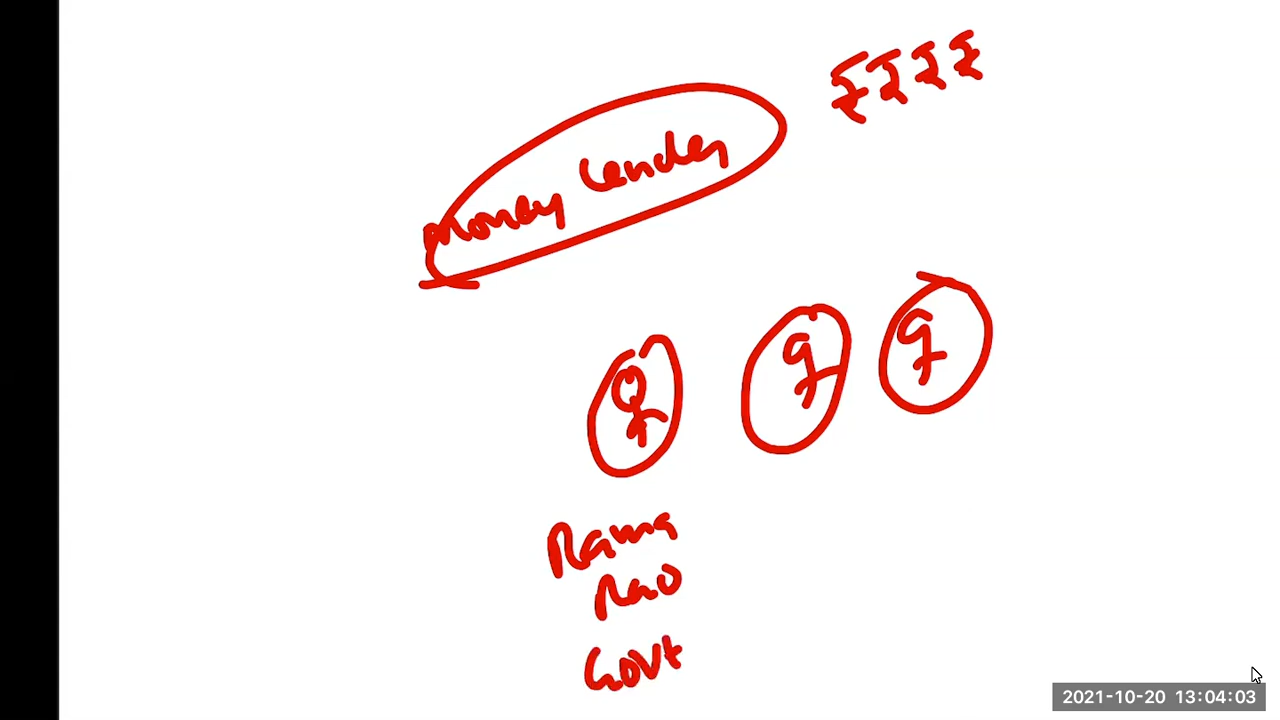 ₹₹₹₹
money lender
Rama
Rao
Govt
2021-10-20 13:04:03